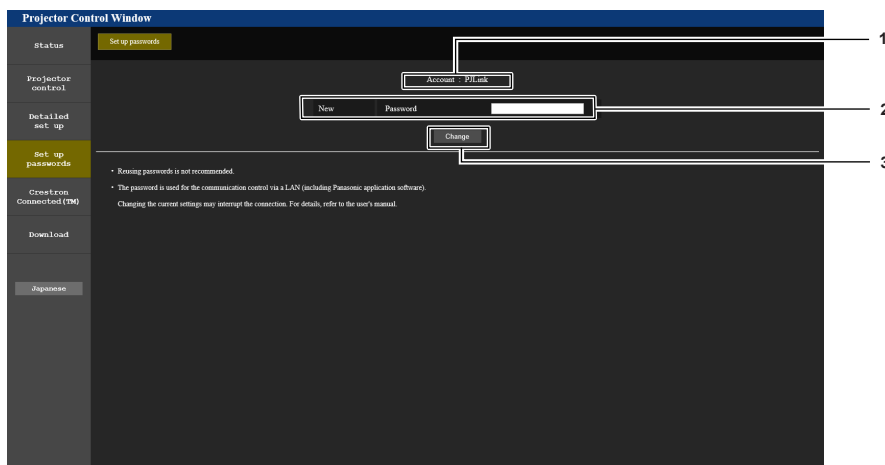 Projector Control Window
Status
Set up passwords
1
Projector
control
Account : PJLink
Detailed
set up
New Password
2
Change
Set up
passwords
3
• Reusing passwords is not recommended.
• The password is used for the communication control via a LAN (including Panasonic application software).
Changing the current settings may interrupt the connection. For details, refer to the user's manual.
Crestron
Connected(TM)
Download
Japanese